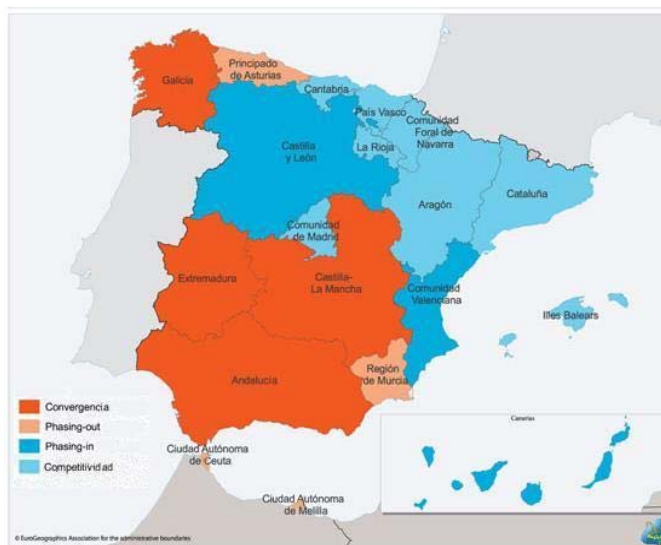 Galicia
Principado
de Asturias
Cantabria
País Vasco
Comunidad
Foral de
Navarra
La Rioja
Castilla
y León
Cataluña
Aragón
Comunidad
de Madrid
Extremadura
Castilla-
La Mancha
Comunidad
Valenciana
Illes Balears
Región
de Murcia
Andalucía
Convergencia
Phasing-out
Phasing-in
Competitividad
Canarias
Ciudad Autónoma
de Ceuta
Ciudad Autónoma
de Melilla
© EuroGeographics Association for the administrative boundaries